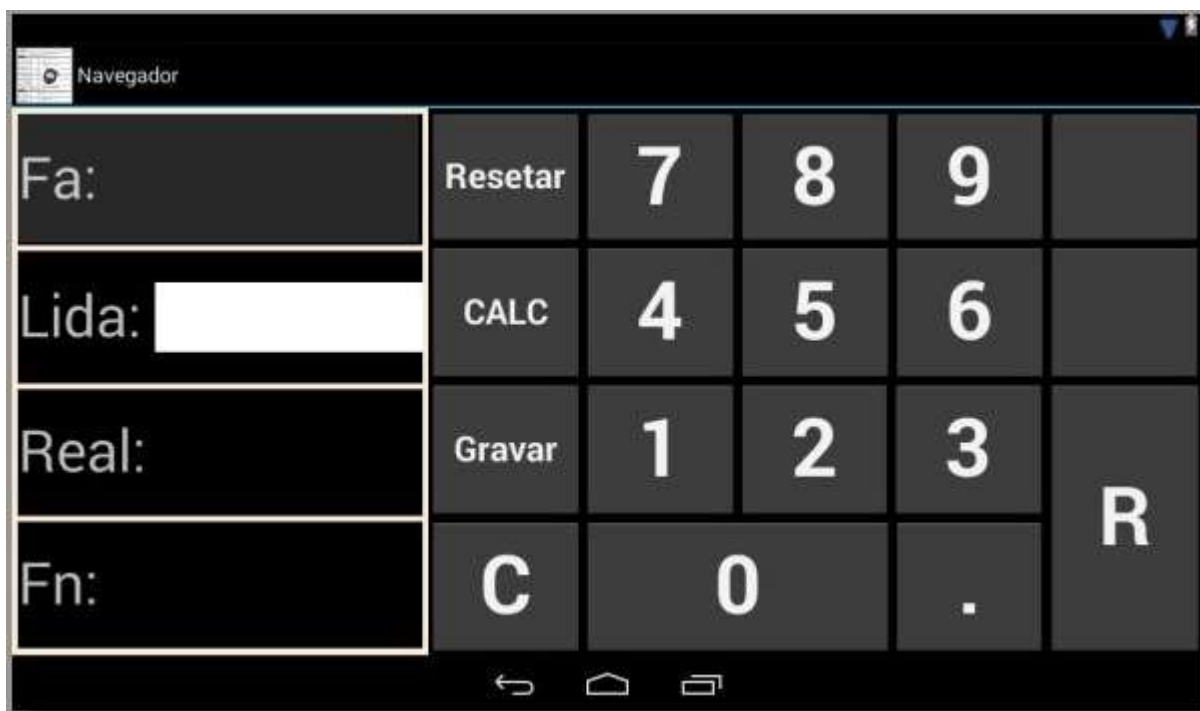 Navegador
Fa:
Resetar 7 8 9
Lida:
CALC 4 5 6
Real:
Gravar 1 2 3
R
Fn:
C 0 .